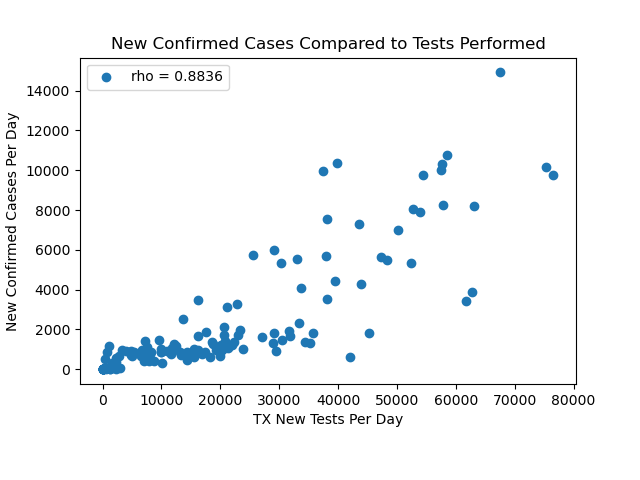 New Confirmed Cases Compared to Tests Performed
rho = 0.8836
New Confirmed Caeses Per Day
14000
12000
10000
8000
6000
4000
2000
0
0 10000 20000 30000 40000 50000 60000 70000 80000
TX New Tests Per Day